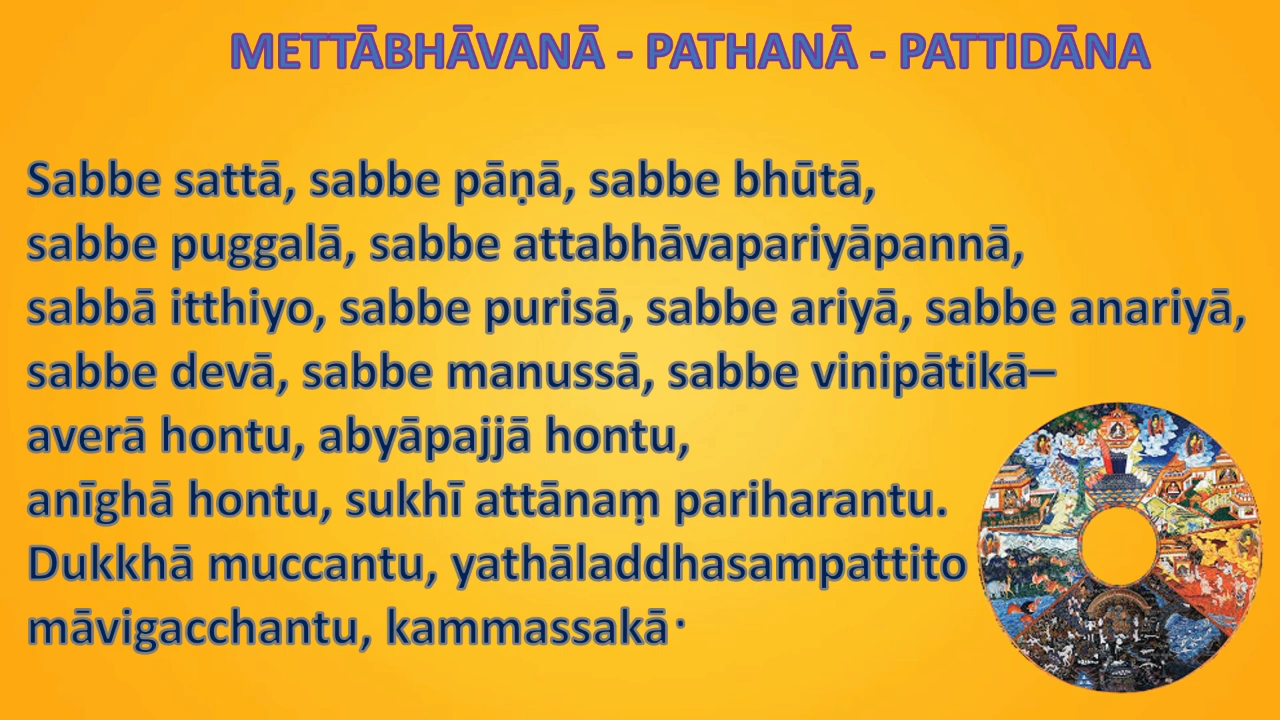 METTĀBHĀVANĀ - PATHANĀ - PATTIDĀNA
Sabbe sattā, sabbe pāṇā, sabbe bhūtā,
sabbe puggalā, sabbe attabhāvapariyāpannā,
sabbā itthiyo, sabbe purisā, sabbe ariyā, sabbe anariyā,
sabbe devā, sabbe manussā, sabbe vinipātikā–
averā hontu, abyāpajjā hontu,
anīghā hontu, sukhī attānaṃ pariharantu.
Dukkhā muccantu, yathāladdhasampattito
māvigacchantu, kammassakā·